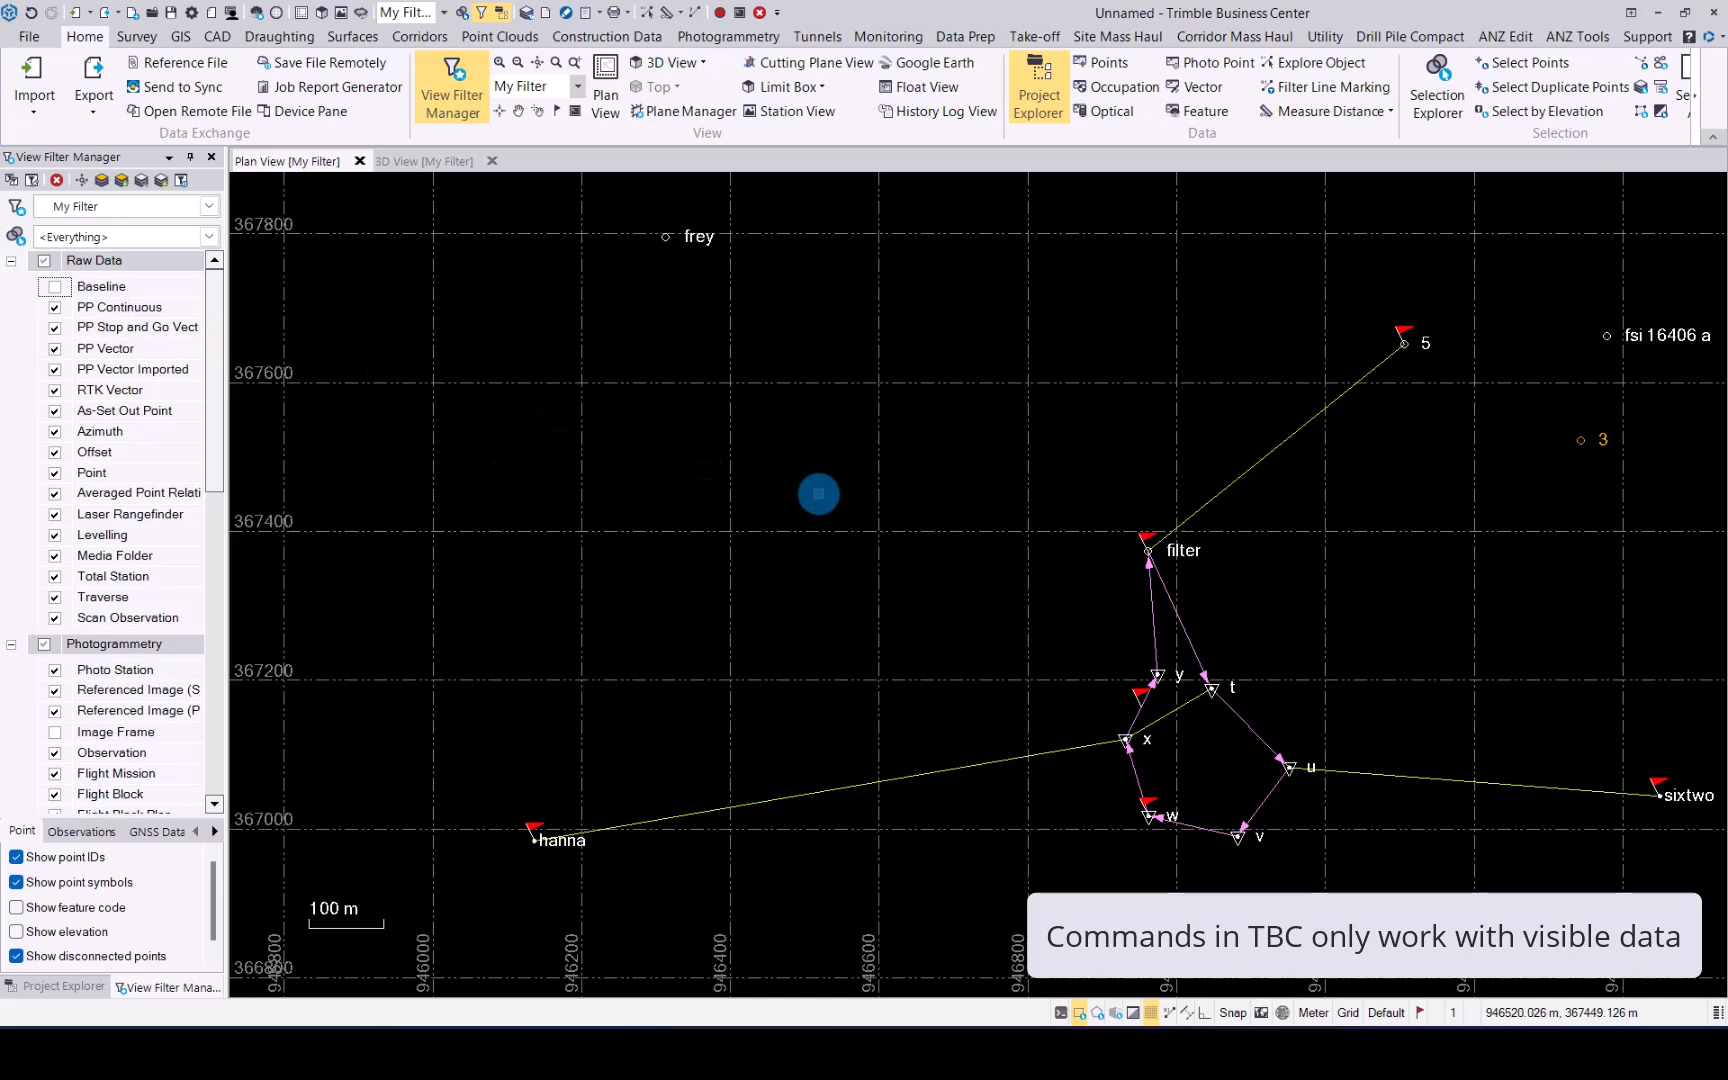 My Filt...
Unnamed - Trimble Business Center
File Home Survey GIS CAD Draughting Surfaces Corridors Point Clouds Construction Data Photogrammetry Tunnels Monitoring Data Prep Take-off Site Mass Haul Corridor Mass Haul Utility Drill Pile Compact ANZ Edit ANZ Tools Support
Import
Export
Reference File
Save File Remotely
Send to Sync
Job Report Generator
Open Remote File
Device Pane
Data Exchange
View Filter
Manager
My Filter
Plan
View
3D View
Top
Plane Manager
Cutting Plane View
Limit Box
Station View
Google Earth
Float View
History Log View
View
Project
Explorer
Points
Occupation
Optical
Photo Point
Vector
Feature
Explore Object
Filter Line Marking
Measure Distance
Data
Selection
Explorer
Select Points
Select Duplicate Points
Select by Elevation
Se
Selection
View Filter Manager
Plan View [My Filter]
3D View [My Filter]
My Filter
<Everything>
Raw Data
Baseline
PP Continuous
PP Stop and Go Vect
PP Vector
PP Vector Imported
RTK Vector
As-Set Out Point
Azimuth
Offset
Point
Averaged Point Relati
Laser Rangefinder
Levelling
Media Folder
Total Station
Traverse
Scan Observation
Photogrammetry
Photo Station
Referenced Image (S
Referenced Image (P
Image Frame
Observation
Flight Mission
Flight Block
Point Observations GNSS Data
Show point IDs
Show point symbols
Show feature code
Show elevation
Show disconnected points
Project Explorer
View Filter Mana...
367800
367600
367400
367200
367000
366800
frey
5
fsi 16406 a
3
filter
y
t
x
u
w
v
hanna
sixtwo
100 m
945800
946000
946200
946400
946600
946800
Commands in TBC only work with visible data
Snap
Meter
Grid
Default
1
946520.026 m, 367449.126 m